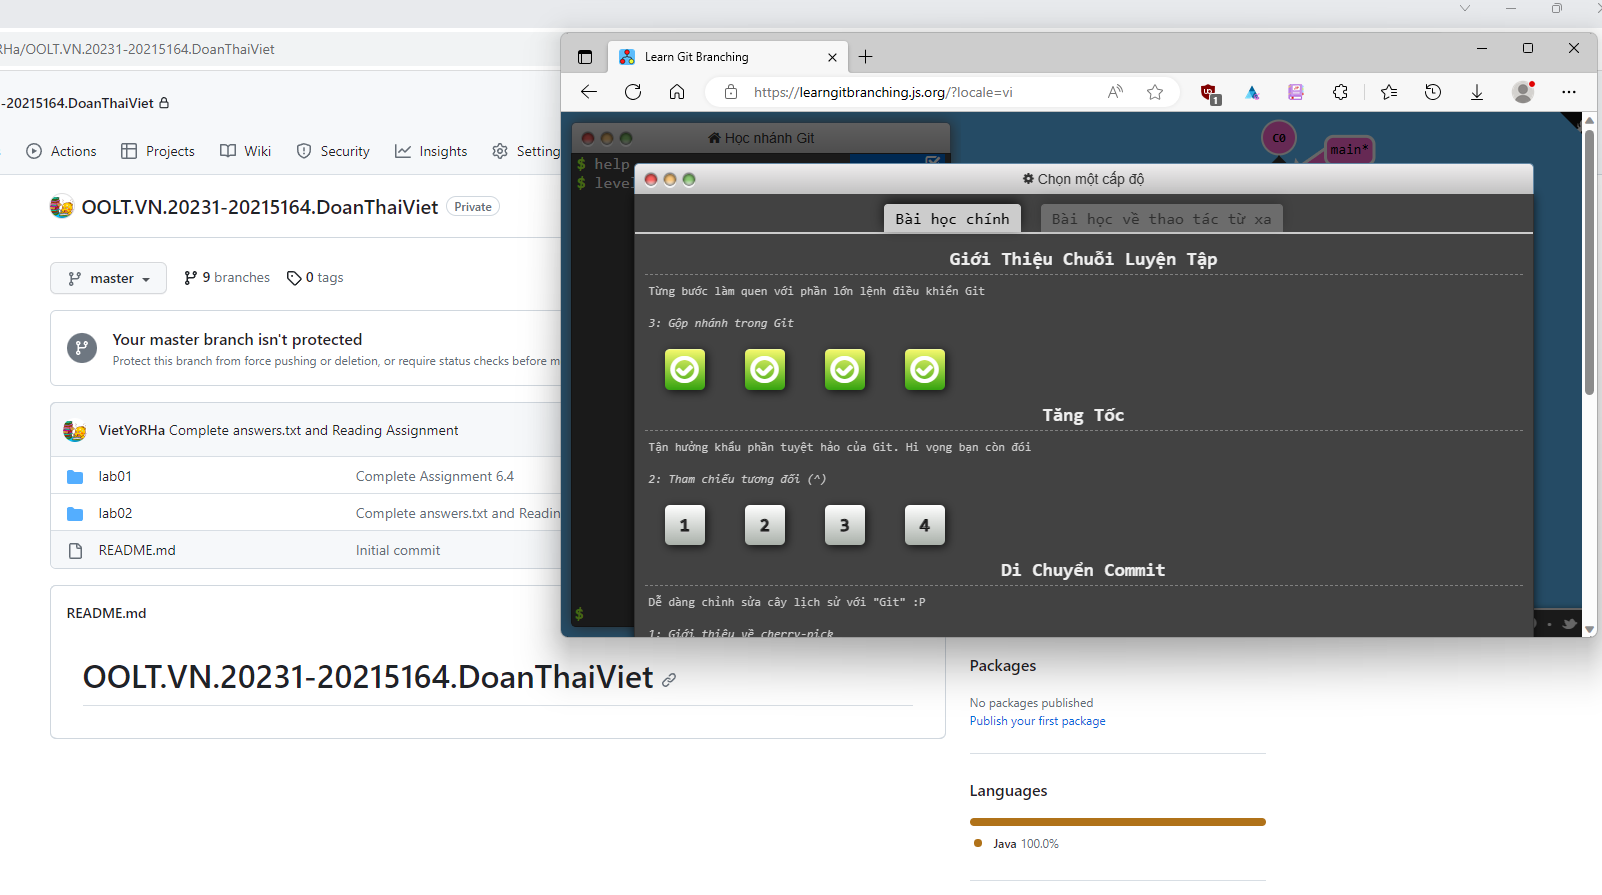 RHa/OOLT.VN.20231-20215164.DoanThaiViet
-20215164.DoanThaiViet
Actions
Projects
Wiki
Security
Insights
Setting
OOLT.VN.20231-20215164.DoanThaiViet
Private
master
9 branches
0 tags
Your master branch isn't protected
Protect this branch from force pushing or deletion, or require status checks before m
VietYoRHa Complete answers.txt and Reading Assignment
lab01
Complete Assignment 6.4
lab02
Complete answers.txt and Readin
README.md
Initial commit
README.md
OOLT.VN.20231-20215164.DoanThaiViet
Learn Git Branching
https://learngitbranching.js.org/?locale=vi
1
Học nhánh Git
$ help
$ level
$
C0
main*
Chọn một cấp độ
Bài học chính
Bài học về thao tác từ xa
Giới Thiệu Chuỗi Luyện Tập
Từng bước làm quen với phần lớn lệnh điều khiển Git
3: Gộp nhánh trong Git
Tăng Tốc
Tận hưởng khẩu phần tuyệt hảo của Git. Hi vọng bạn còn đói
2: Tham chiếu tương đối (^)
1 2 3 4
Di Chuyển Commit
Dễ dàng chỉnh sửa cây lịch sử với "Git" :P
1: Giới thiệu về cherry-pick
Packages
No packages published
Publish your first package
Languages
Java 100.0%